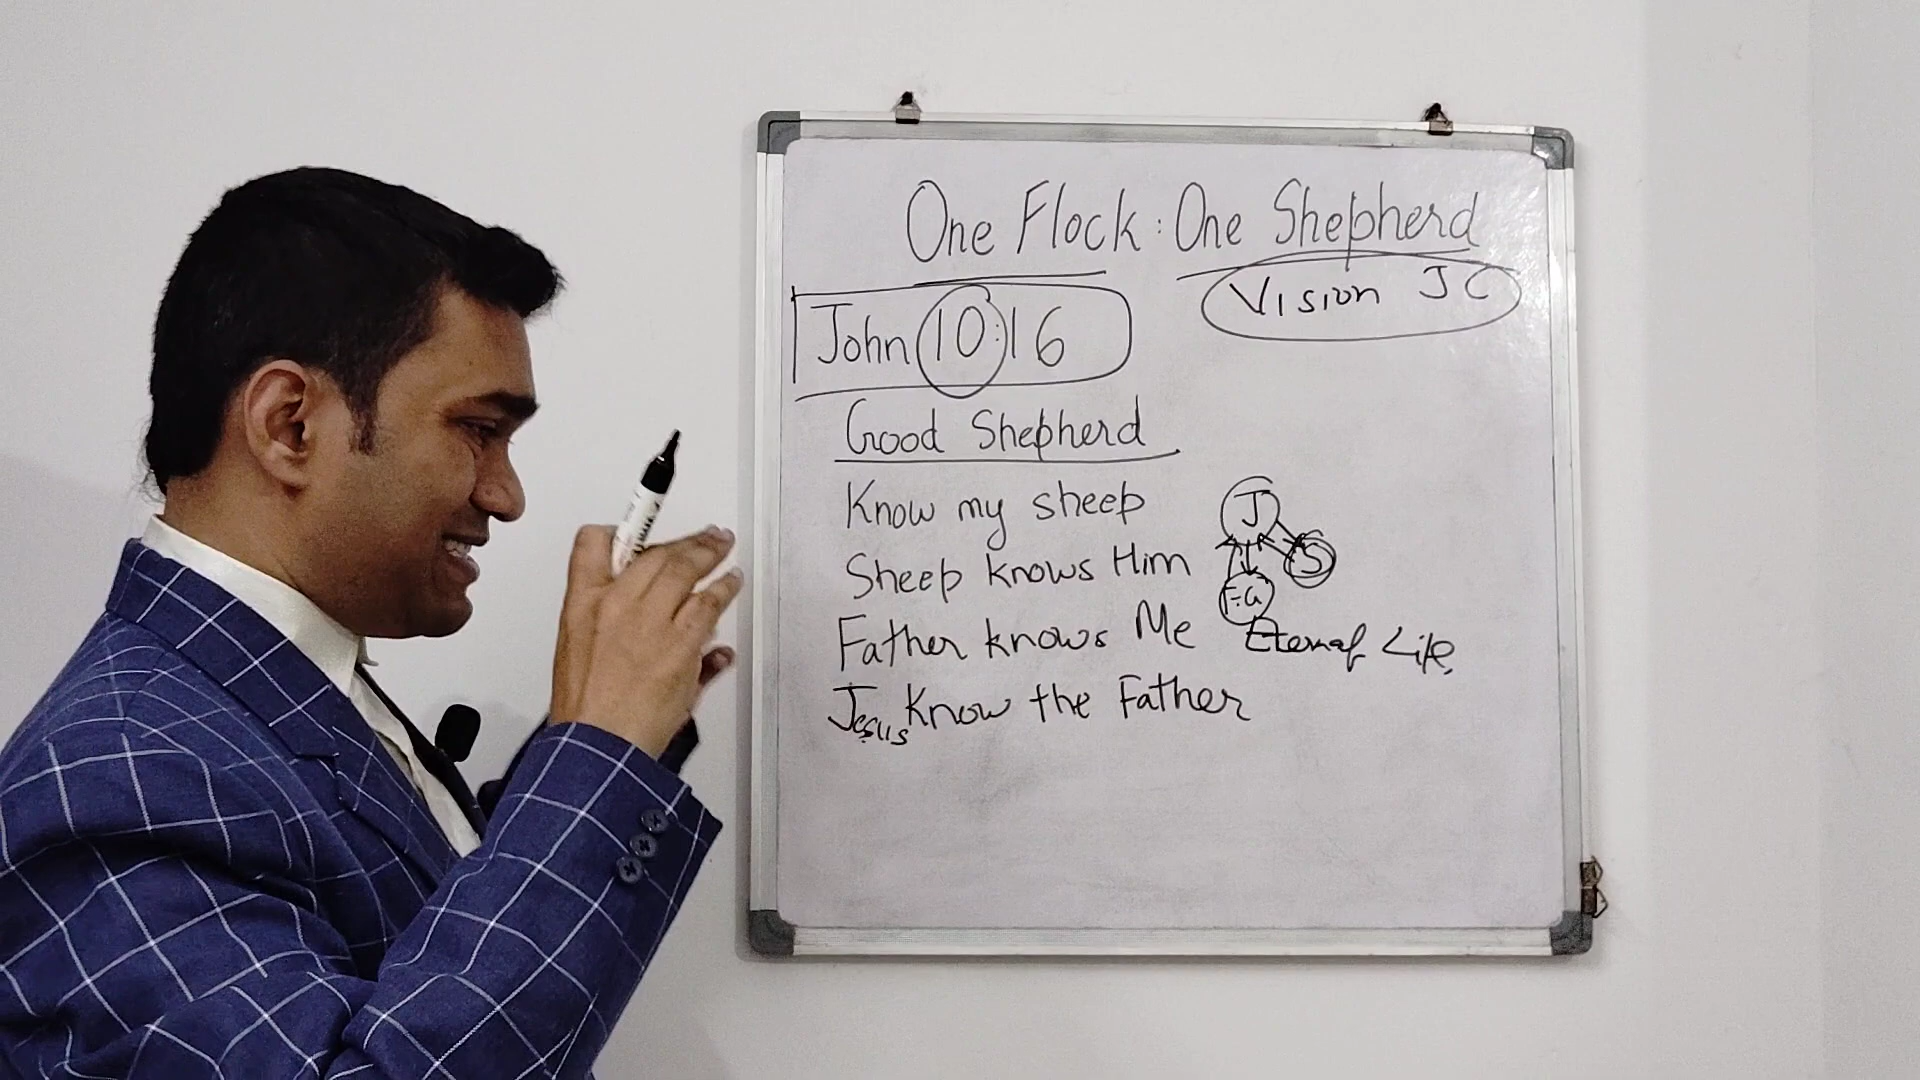 One Flock : One Shepherd
Vision JC
John 10:16
Good Shepherd
Know my sheep
J
Sheep knows Him
S
F:G
Father knows Me
Eternal Life
Jesus Know the Father